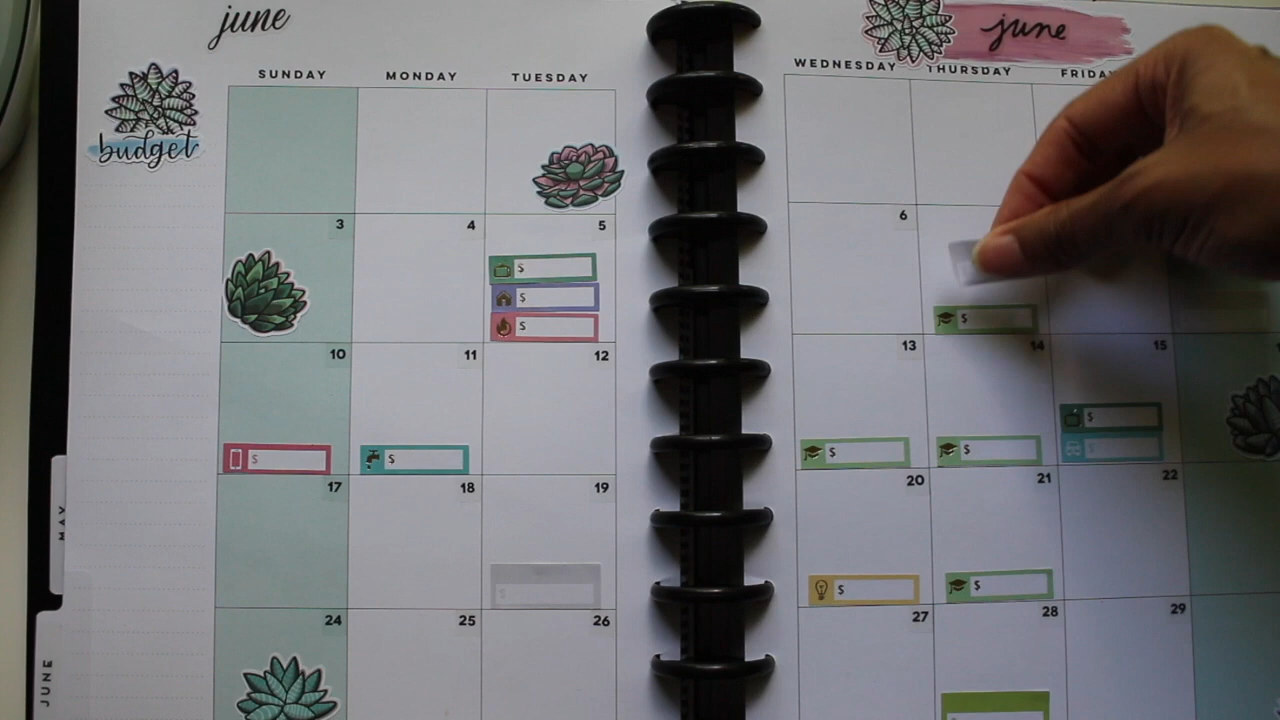 june
june
budget
SUNDAY MONDAY TUESDAY WEDNESDAY THURSDAY FRIDAY
3 4 5 6
$
$
$
$
10 11 12 13 14 15
$ $ $ $ $
$
17 18 19 20 21 22
$ $ $
24 25 26 27 28 29
MAY
JUNE